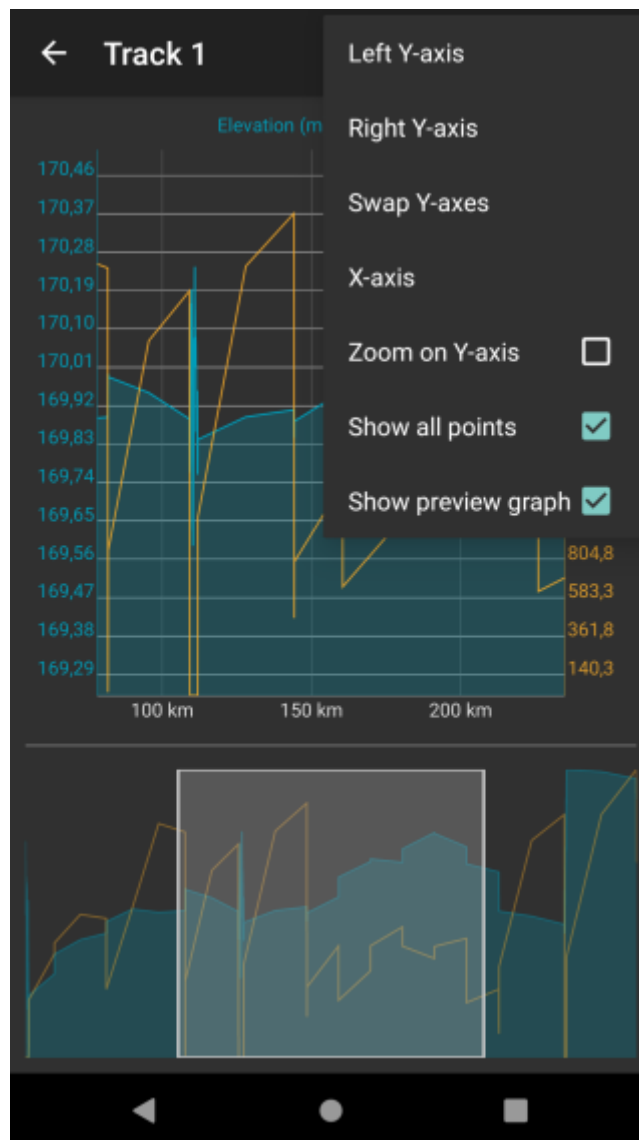 Track 1
Left Y-axis
Right Y-axis
Swap Y-axes
X-axis
Zoom on Y-axis
Show all points
Show preview graph
Elevation (m
170,46
170,37
170,28
170,19
170,10
170,01
169,92
169,83
169,74
169,65
169,56
169,47
169,38
169,29
804,8
583,3
361,8
140,3
100 km
150 km
200 km